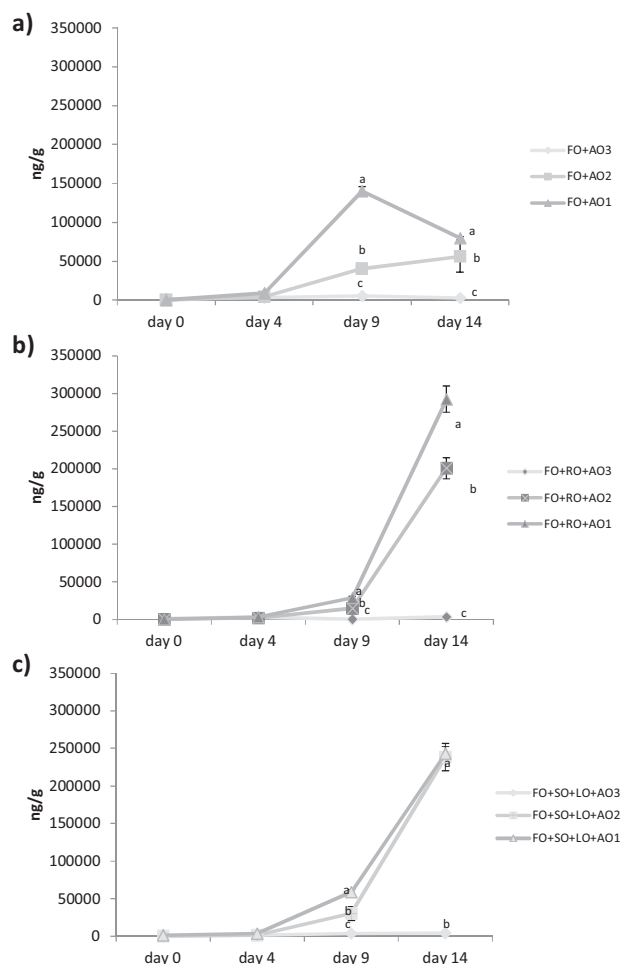 a)
350000
300000
250000
200000
150000
100000
50000
0
ng/g
a
b
c
a
b
c
day 0 day 4 day 9 day 14
FO+AO3
FO+AO2
FO+AO1
b)
350000
300000
250000
200000
150000
100000
50000
0
ng/g
a
b
c
a
b
c
day 0 day 4 day 9 day 14
FO+RO+AO3
FO+RO+AO2
FO+RO+AO1
c)
350000
300000
250000
200000
150000
100000
50000
0
ng/g
a
b
c
a
b
day 0 day 4 day 9 day 14
FO+SO+LO+AO3
FO+SO+LO+AO2
FO+SO+LO+AO1